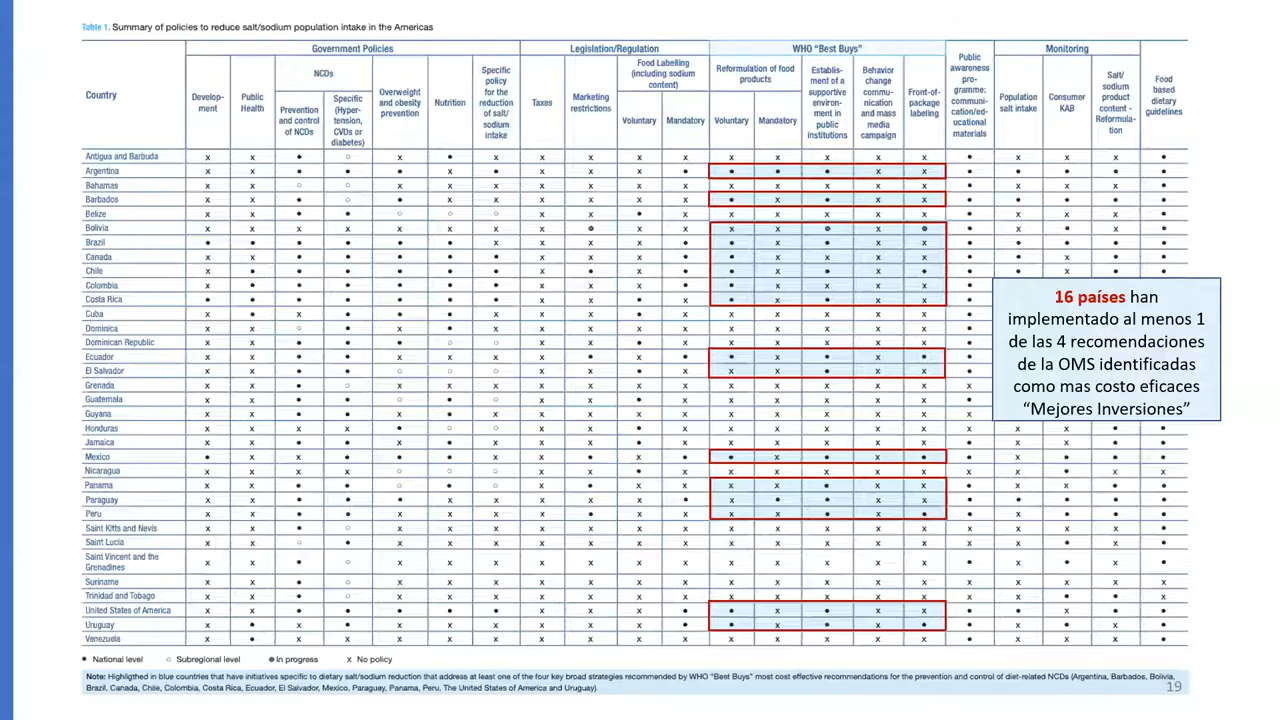 Table 1. Summary of policies to reduce salt/sodium population intake in the Americas
Country
Government Policies
Legislation/Regulation
WHO "Best Buys"
Monitoring
NCDs
Develop-
ment
Public
Health
Prevention
and control
of NCDs
Specific
(Hyper-
tension,
CVDs or
diabetes)
Overweight
and obesity
prevention
Nutrition
Specific
policy
for the
reduction
of salt/
sodium
intake
Taxes
Marketing
restrictions
Food Labelling
(including sodium
content)
Voluntary
Mandatory
Reformulation of food
products
Voluntary
Mandatory
Establis-
ment of a
supportive
environ-
ment in
public
institutions
Behavior
change
commu-
nication
and mass
media
campaign
Front-of-
package
labeling
Public
awareness
pro-
gramme:
communi-
cation/ed-
ucational
materials
Population
salt intake
Consumer
KAB
Salt/
sodium
product
content -
Reformula-
tion
Food
based
dietary
guidelines
Antigua and Barbuda
Argentina
Bahamas
Barbados
Belize
Bolivia
Brazil
Canada
Chile
Colombia
Costa Rica
Cuba
Dominica
Dominican Republic
Ecuador
El Salvador
Grenada
Guatemala
Guyana
Honduras
Jamaica
Mexico
Nicaragua
Panama
Paraguay
Peru
Saint Kitts and Nevis
Saint Lucia
Saint Vincent and the
Grenadines
Suriname
Trinidad and Tobago
United States of America
Uruguay
Venezuela
16 países han
implementado al menos 1
de las 4 recomendaciones
de la OMS identificadas
como mas costo eficaces
“Mejores Inversiones”
● National level ○ Subregional level In progress x No policy
Note: Highligthed in blue countries that have initiatives specific to dietary salt/sodium reduction that address at least one of the four key broad strategies recommended by WHO "Best Buys" most cost effective recommendations for the prevention and control of diet-related NCDs (Argentina, Barbados, Bolivia,
Brazil, Canada, Chile, Colombia, Costa Rica, Ecuador, El Salvador, Mexico, Paraguay, Panama, Peru, The United States of America and Uruguay).
19